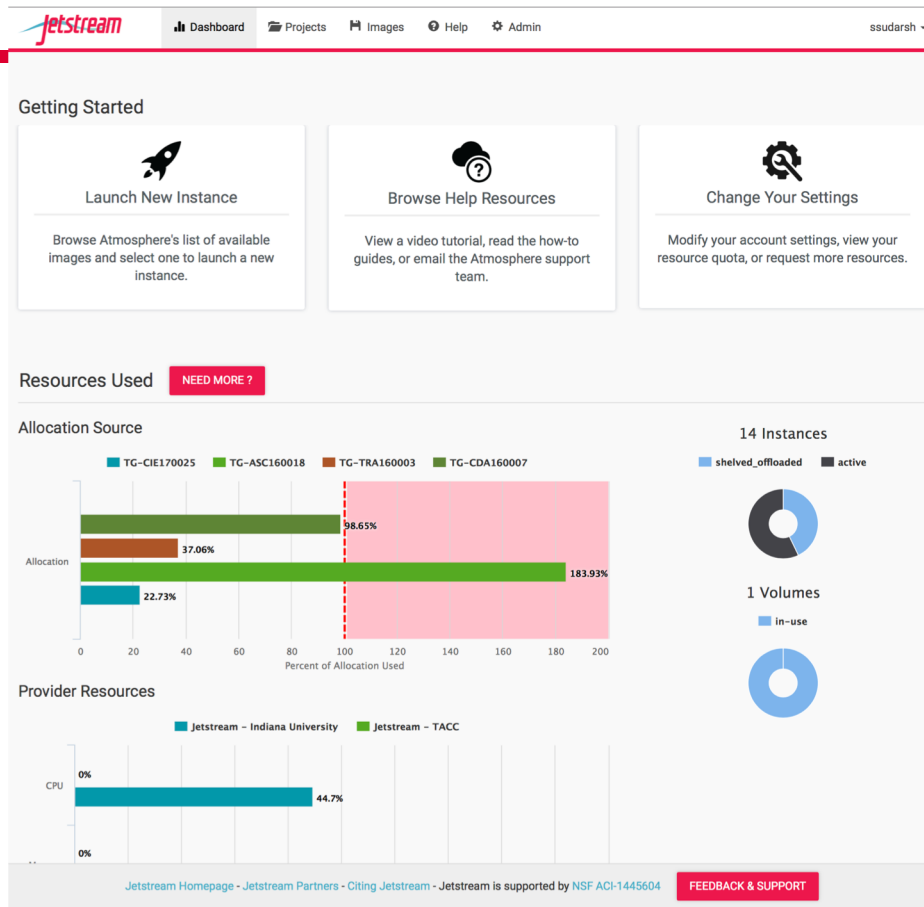 Jetstream
Dashboard Projects Images Help Admin ssudarsh
Getting Started
Launch New Instance
Browse Atmosphere's list of available
images and select one to launch a new
instance.
?
Browse Help Resources
View a video tutorial, read the how-to
guides, or email the Atmosphere support
team.
Change Your Settings
Modify your account settings, view your
resource quota, or request more resources.
Resources Used NEED MORE ?
Allocation Source
TG-CIE170025 TG-ASC160018 TG-TRA160003 TG-CDA160007
98.65%
37.06%
Allocation
183.93%
22.73%
0 20 40 60 80 100 120 140 160 180 200
Percent of Allocation Used
14 Instances
shelved_offloaded active
1 Volumes
in-use
Provider Resources
Jetstream - Indiana University Jetstream - TACC
0%
CPU
44.7%
0%
Jetstream Homepage - Jetstream Partners - Citing Jetstream - Jetstream is supported by NSF ACI-1445604 FEEDBACK & SUPPORT